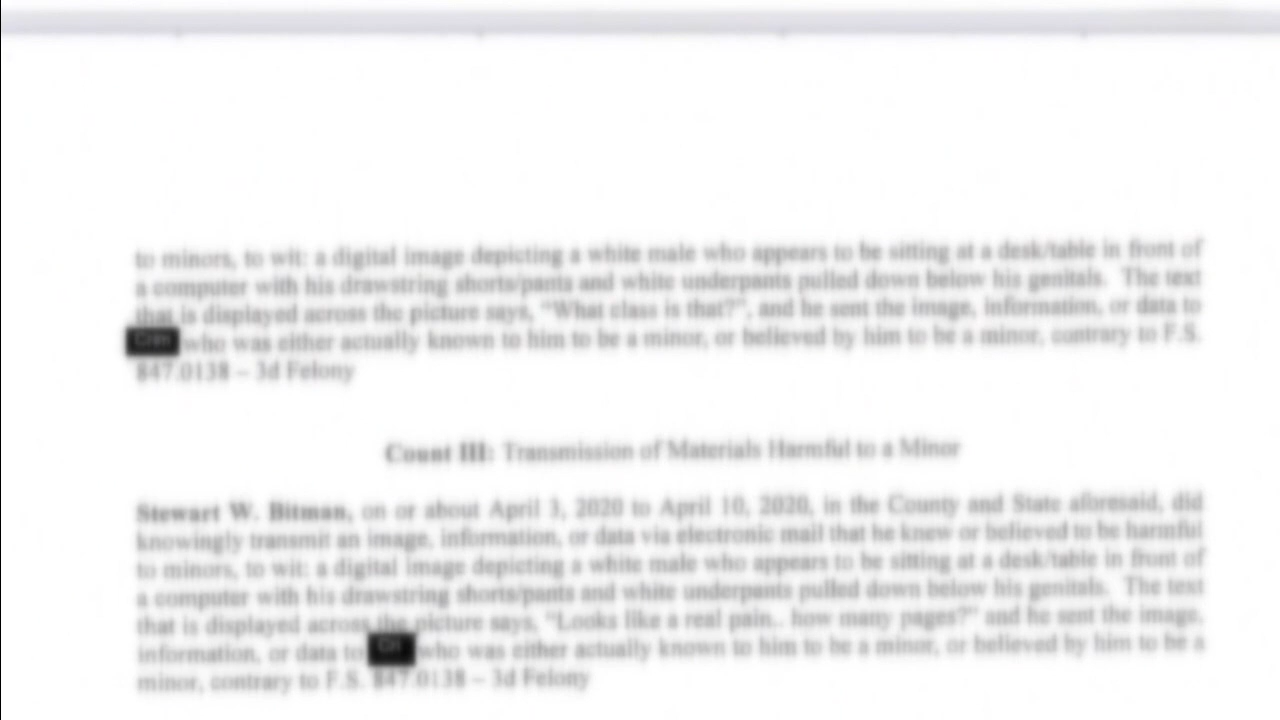 to minors, to wit: a digital image depicting a white male who appears to be sitting at a desk/table in front of
a computer with his drawstring shorts/pants and white underpants pulled down below his genitals. The text
that is displayed across the picture says, "What class is that?", and he sent the image, information, or data to
who was either actually known to him to be a minor, or believed by him to be a minor, contrary to F.S.
847.0138 – 3d Felony
Count III: Transmission of Materials Harmful to a Minor
Stewart W. Bitman, on or about April 3, 2020 to April 10, 2020, in the County and State aforesaid, did
knowingly transmit an image, information, or data via electronic mail that he knew or believed to be harmful
to minors, to wit: a digital image depicting a white male who appears to be sitting at a desk/table in front of
a computer with his drawstring shorts/pants and white underpants pulled down below his genitals. The text
that is displayed across the picture says, "Looks like a real pain.. how many pages?" and he sent the image,
information, or data to who was either actually known to him to be a minor, or believed by him to be a
minor, contrary to F.S. 847.0138 – 3d Felony